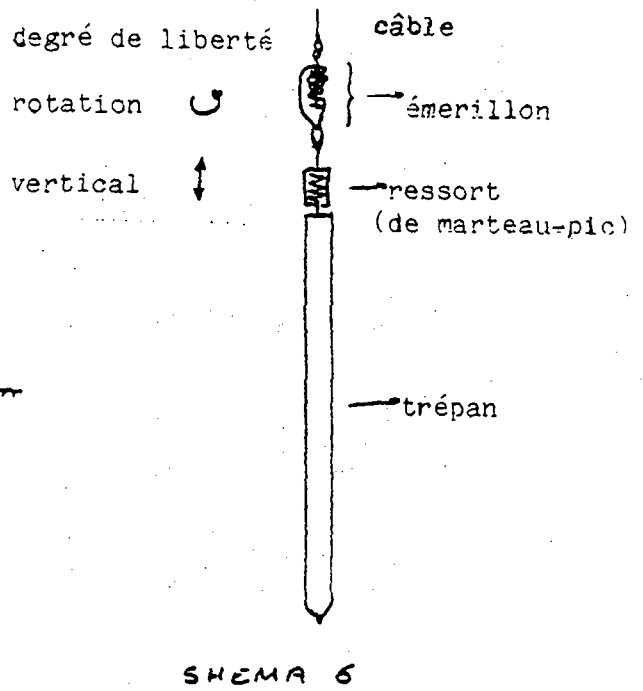 degré de liberté
câble
rotation
émerillon
vertical
ressort
(de marteau-pic)
trépan
SHEMA 6